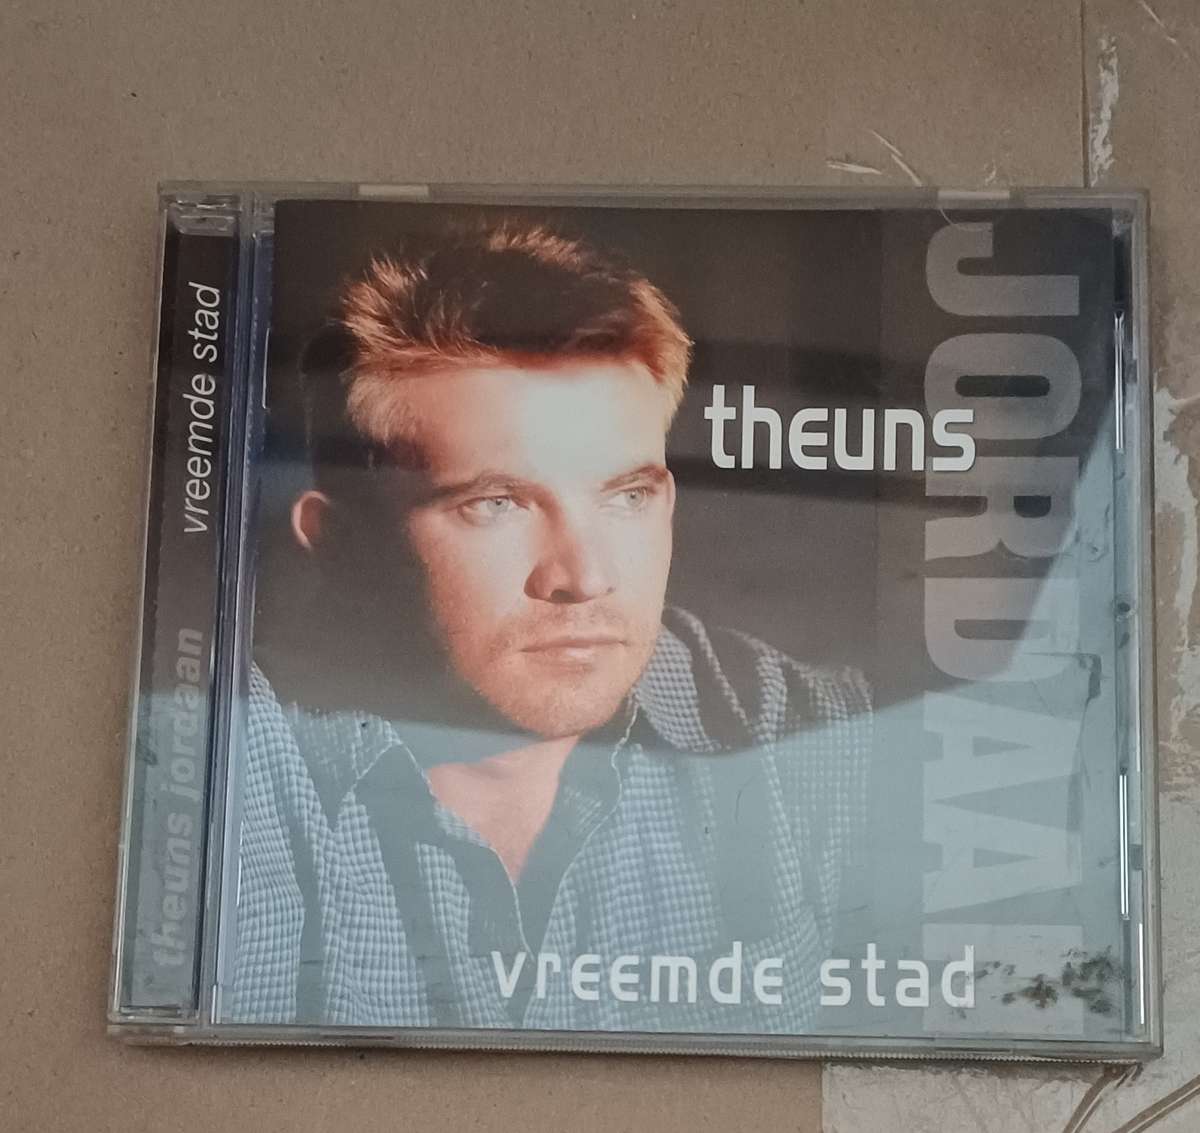 vreemde stad
theuns jordaan
theuns
JORDAAN
vreemde stad